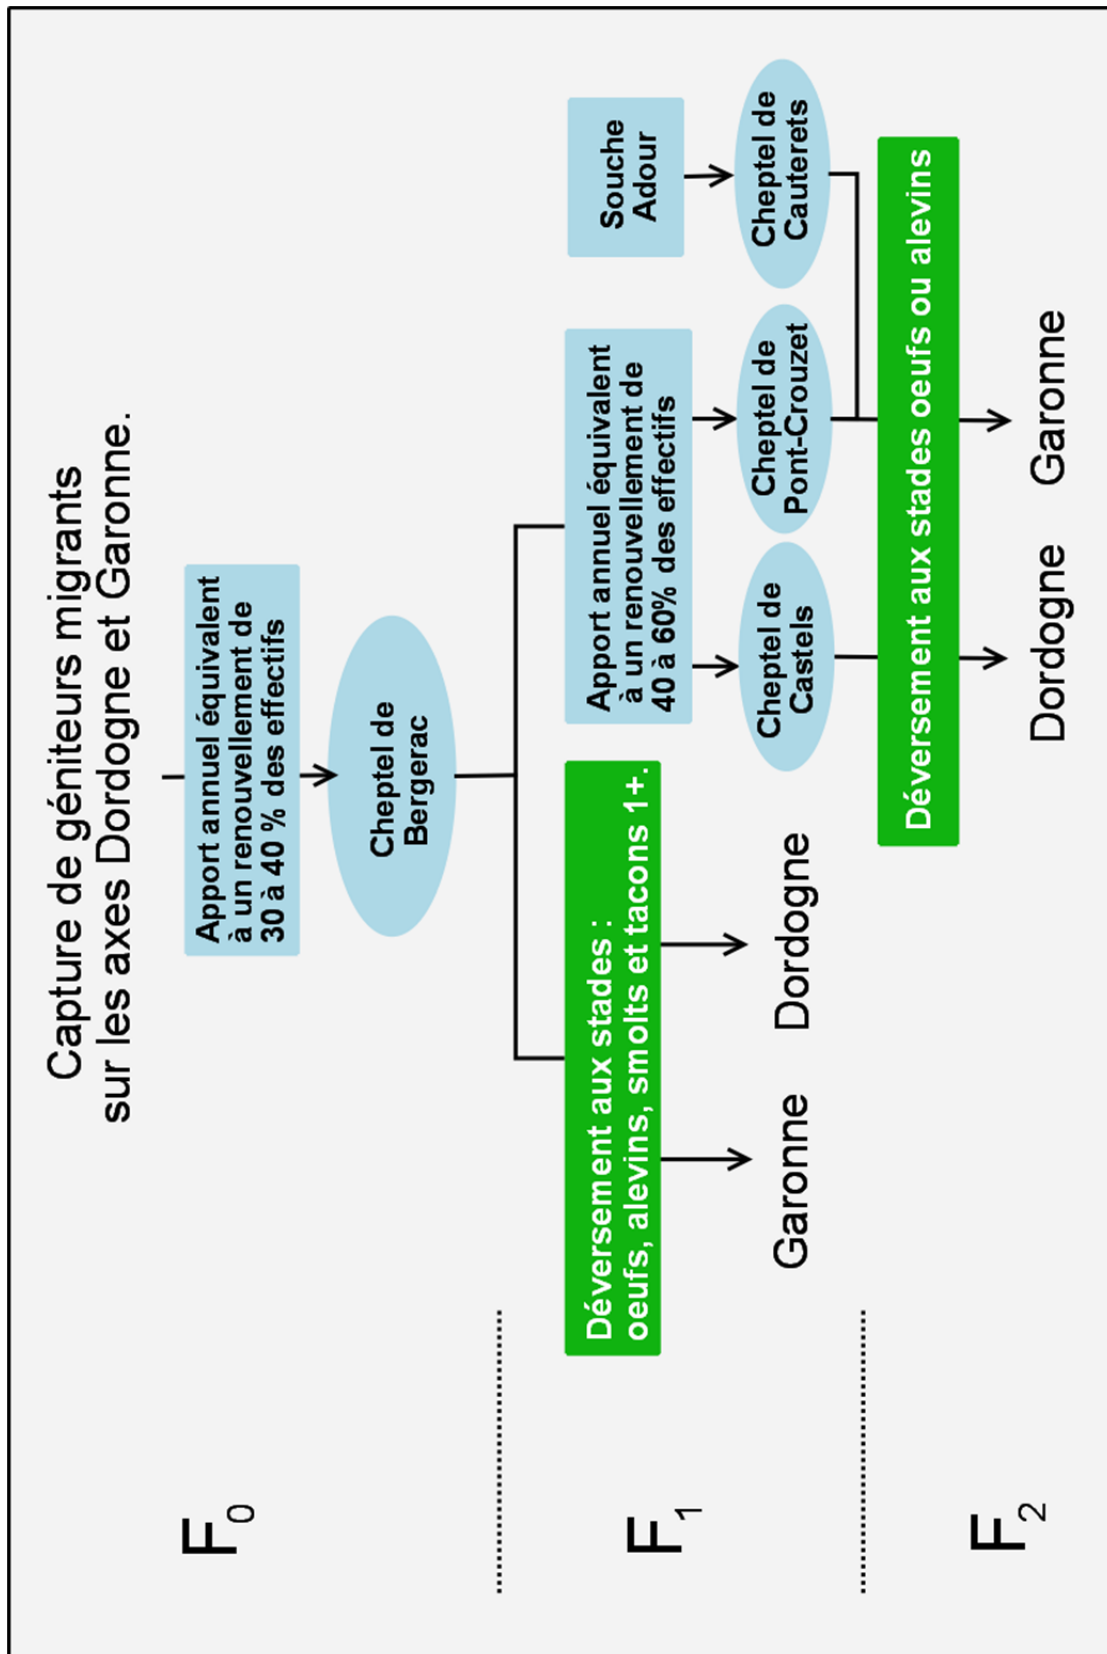 Capture de géniteurs migrants
sur les axes Dordogne et Garonne.
F0
Apport annuel équivalent
à un renouvellement de
30 à 40 % des effectifs
Cheptel de
Bergerac
F1
Déversement aux stades :
oeufs, alevins, smolts et tacons 1+.
Garonne
Dordogne
Apport annuel équivalent
à un renouvellement de
40 à 60% des effectifs
Souche
Adour
Cheptel de
Castels
Cheptel de
Pont-Crouzet
Cheptel de
Cauterets
F2
Déversement aux stades oeufs ou alevins
Dordogne
Garonne